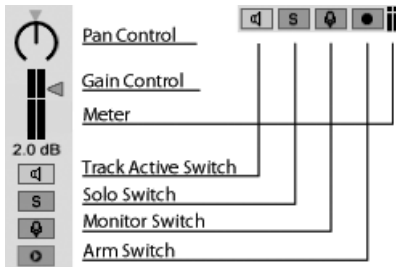 S
Pan Control
Gain Control
Meter
2.0 dB
Track Active Switch
Solo Switch
S
Monitor Switch
Arm Switch